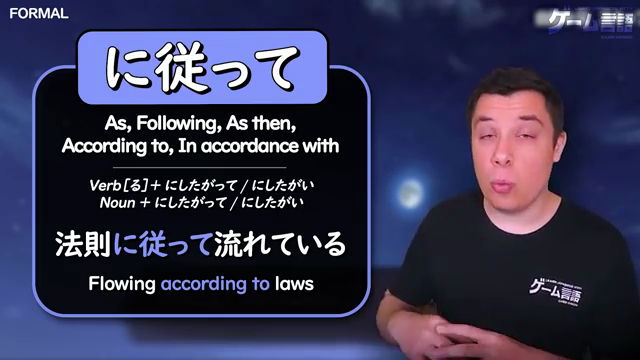 FORMAL
ゲーム言語
に従って
As, Following, As then,
According to, In accordance with
Verb［る］+ にしたがって / にしたがい
Noun + にしたがって / にしたがい
法則に従って流れている
Flowing according to laws
ゲーム言語